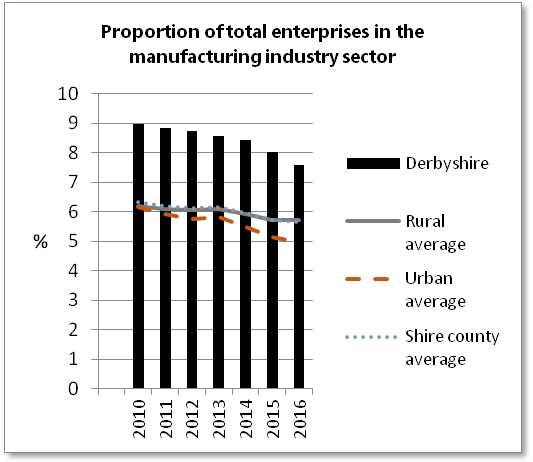 Proportion of total enterprises in the
manufacturing industry sector
10
9
8
7
6
5
4
3
2
1
0
%
2010
2011
2012
2013
2014
2015
2016
Derbyshire
Rural
average
Urban
average
Shire county
average